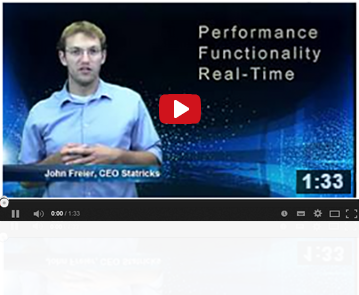 Performance
Functionality
Real-Time
John Freier, CEO Statricks
1:33
0:00 / 1:33